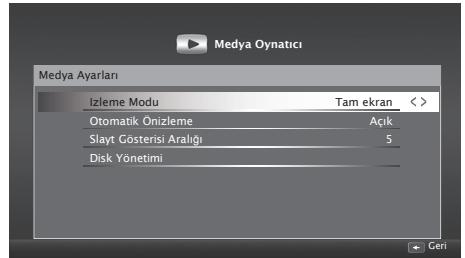 Medya Oynatıcı
Medya Ayarları
Izleme Modu Tam ekran < >
Otomatik Önizleme Açık
Slayt Gösterisi Aralığı 5
Disk Yönetimi
Geri